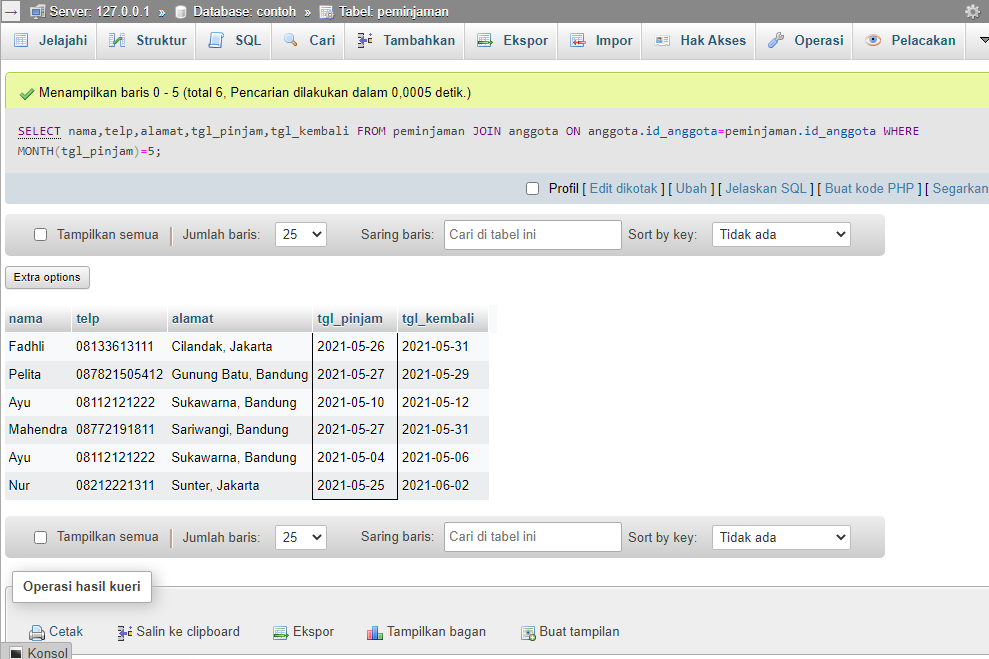 Server: 127.0.0.1 » Database: contoh » Tabel: peminjaman
Jelajahi Struktur SQL Cari Tambahkan Ekspor Impor Hak Akses Operasi Pelacakan
Menampilkan baris 0 - 5 (total 6, Pencarian dilakukan dalam 0,0005 detik.)
SELECT nama,telp,alamat,tgl_pinjam,tgl_kembali FROM peminjaman JOIN anggota ON anggota.id_anggota=peminjaman.id_anggota WHERE
MONTH(tgl_pinjam)=5;
Profil [ Edit dikotak ] [ Ubah ] [ Jelaskan SQL ] [ Buat kode PHP ] [ Segarkan
Tampilkan semua | Jumlah baris: 25 Saring baris: Cari di tabel ini Sort by key: Tidak ada
Extra options
nama telp alamat tgl_pinjam tgl_kembali
Fadhli 08133613111 Cilandak, Jakarta 2021-05-26 2021-05-31
Pelita 087821505412 Gunung Batu, Bandung 2021-05-27 2021-05-29
Ayu 08112121222 Sukawarna, Bandung 2021-05-10 2021-05-12
Mahendra 08772191811 Sariwangi, Bandung 2021-05-27 2021-05-31
Ayu 08112121222 Sukawarna, Bandung 2021-05-04 2021-05-06
Nur 08212221311 Sunter, Jakarta 2021-05-25 2021-06-02
Tampilkan semua | Jumlah baris: 25 Saring baris: Cari di tabel ini Sort by key: Tidak ada
Operasi hasil kueri
Cetak Salin ke clipboard Ekspor Tampilkan bagan Buat tampilan
Konsol